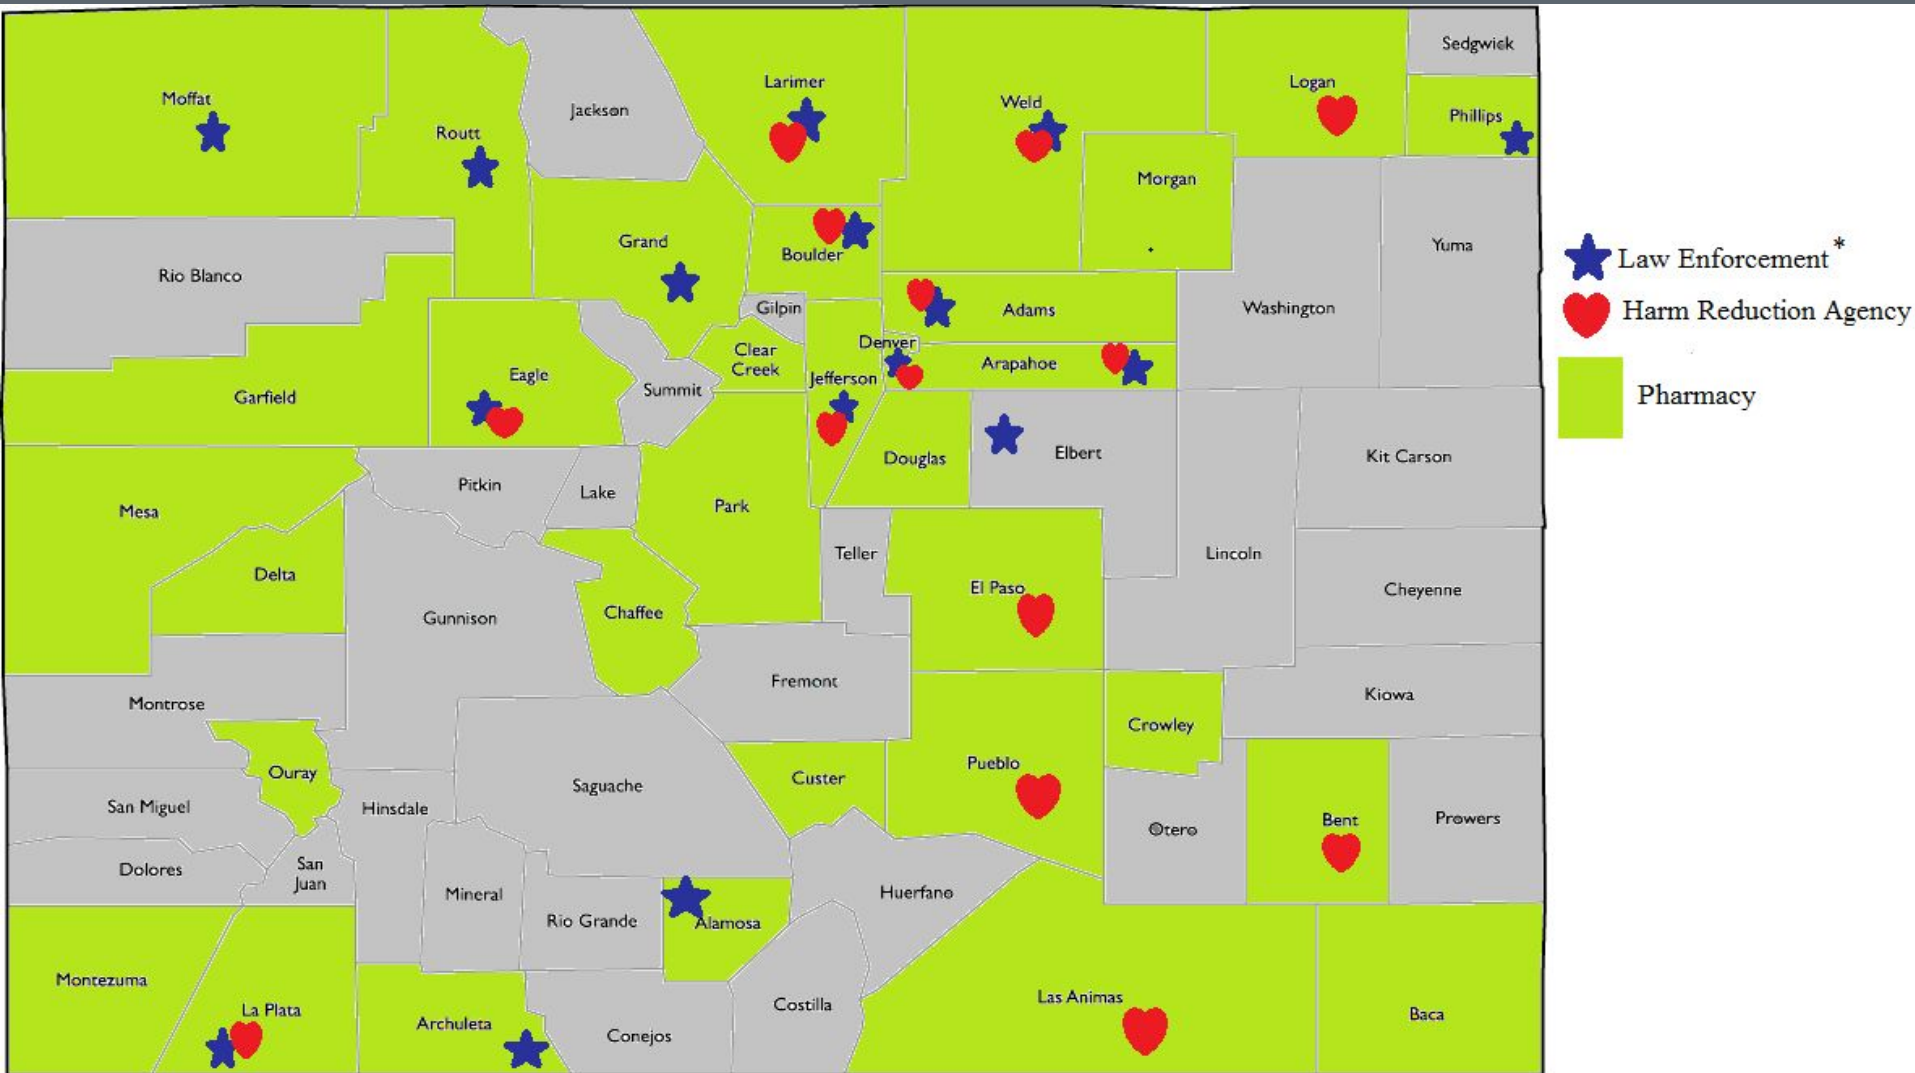 Sedgwick
Moffat
Larimer
Logan
Jackson
Weld
Phillips
Routt
Morgan
Grand
Boulder
Yuma
Rio Blanco
Gilpin
Adams
Washington
Denver
Clear
Creek
Arapahoe
Eagle
Jefferson
Summit
Garfield
Douglas
Elbert
Kit Carson
Pitkin
Lake
Mesa
Park
Teller
Lincoln
Delta
El Paso
Cheyenne
Gunnison
Chaffee
Fremont
Kiowa
Montrose
Crowley
Ouray
Custer
Pueblo
San Miguel
Hinsdale
Saguache
Otero
Bent
Prowers
Dolores
San
Juan
Mineral
Rio Grande
Alamosa
Huerfano
Montezuma
La Plata
Archuleta
Conejos
Costilla
Las Animas
Baca
Law Enforcement*
Harm Reduction Agency
Pharmacy